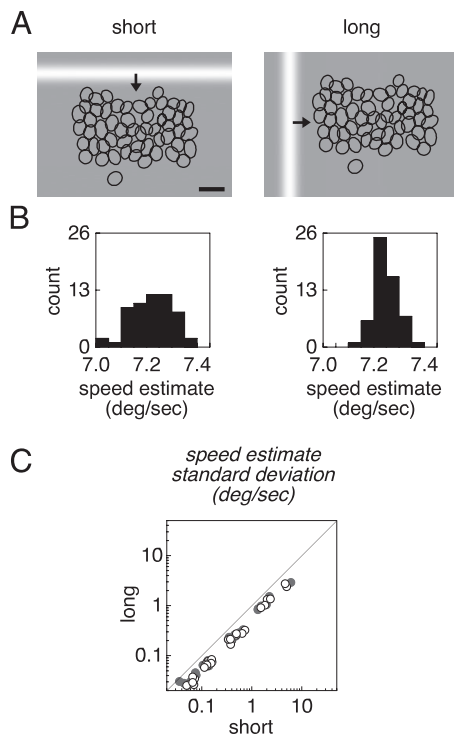 A
short
long
B
26
13
0
count
7.0
7.2
7.4
speed estimate
(deg/sec)
26
13
0
count
7.0
7.2
7.4
speed estimate
(deg/sec)
C
speed estimate
standard deviation
(deg/sec)
10
1
0.1
long
0.1
1
10
short